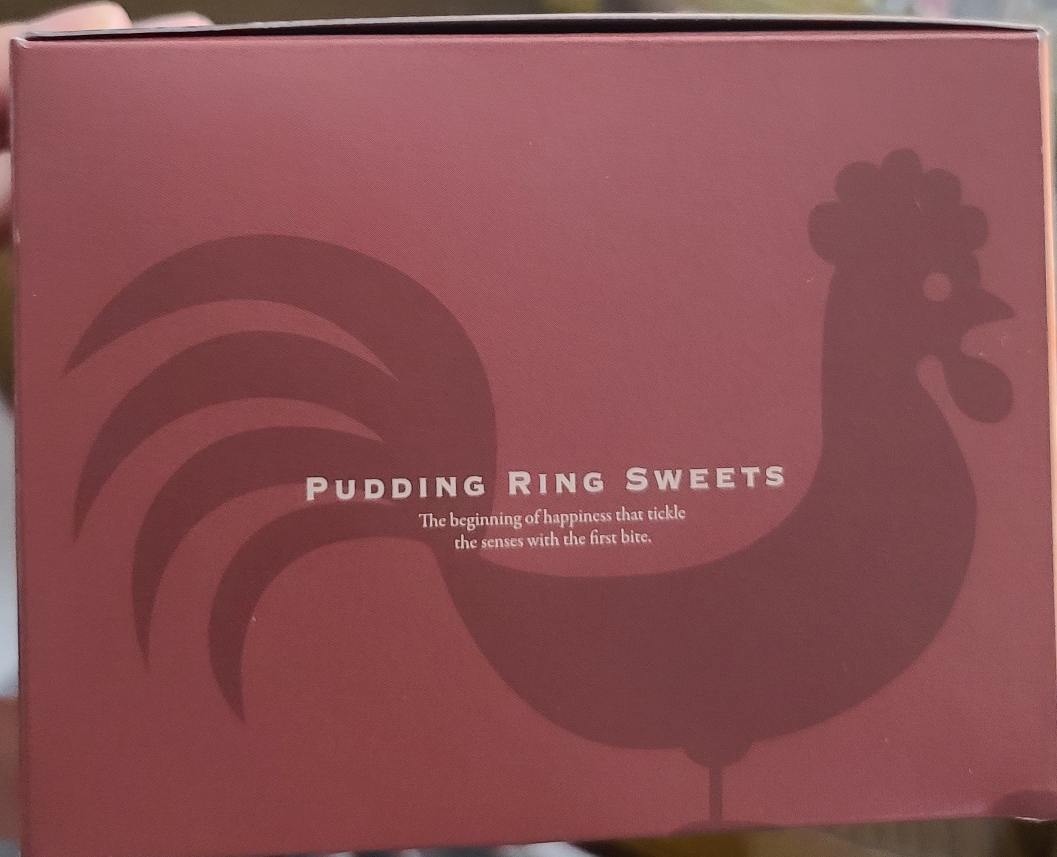 PUDDING RING SWEETS
The beginning of happiness that tickle
the senses with the first bite.